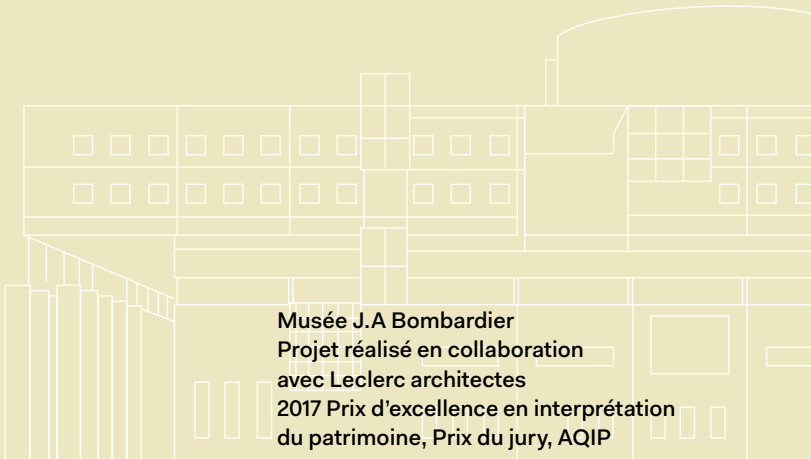 Musée J.A Bombardier
Projet réalisé en collaboration
avec Leclerc architectes
2017 Prix d’excellence en interprétation
du patrimoine, Prix du jury, AQIP